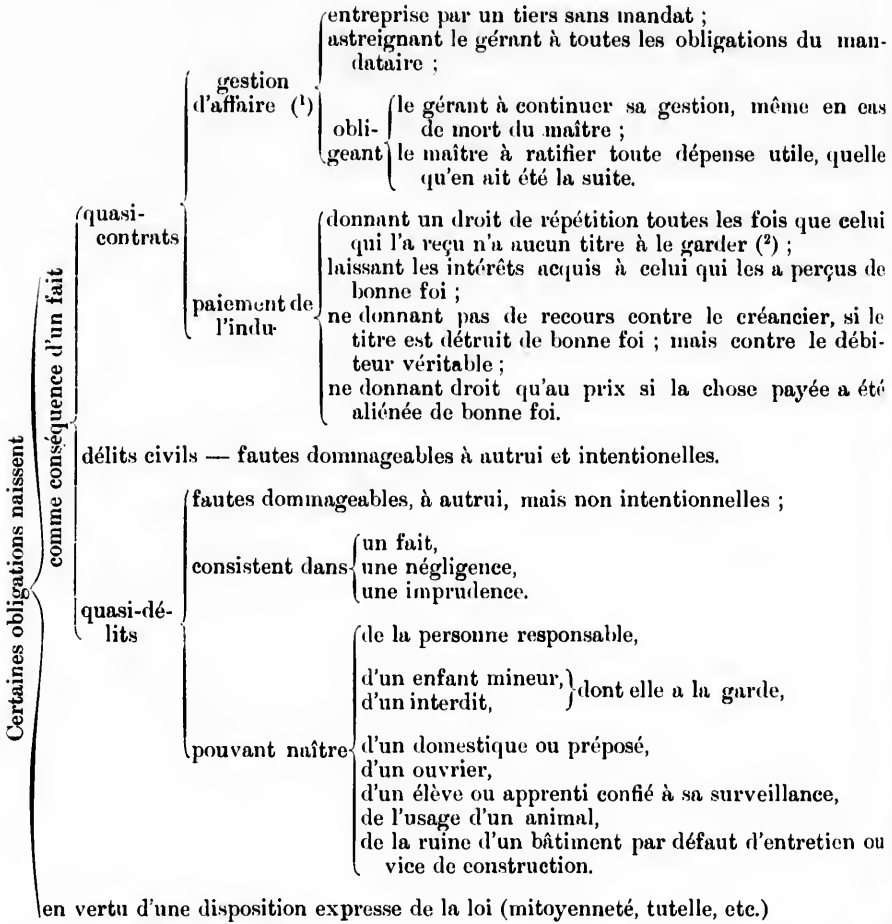 Certaines obligations naissent
comme conséquence d'un fait
quasi-
contrats
gestion
d'affaire (¹)
entreprise par un tiers sans mandat ;
astreignant le gérant à toutes les obligations du man-
dataire ;
obli-
geant
le gérant à continuer sa gestion, même en cas
de mort du maître ;
le maître à ratifier toute dépense utile, quelle
qu'en ait été la suite.
paiement de
l'indu
donnant un droit de répétition toutes les fois que celui
qui l'a reçu n'a aucun titre à le garder (²) ;
laissant les intérêts acquis à celui qui les a perçus de
bonne foi ;
ne donnant pas de recours contre le créancier, si le
titre est détruit de bonne foi ; mais contre le débi-
teur véritable ;
ne donnant droit qu'au prix si la chose payée a été
aliénée de bonne foi.
délits civils — fautes dommageables à autrui et intentionelles.
quasi-dé-
lits
fautes dommageables, à autrui, mais non intentionnelles ;
consistent dans
un fait,
une négligence,
une imprudence.
pouvant naître
de la personne responsable,
d'un enfant mineur,
d'un interdit,
dont elle a la garde,
d'un domestique ou préposé,
d'un ouvrier,
d'un élève ou apprenti confié à sa surveillance,
de l'usage d'un animal,
de la ruine d'un bâtiment par défaut d'entretien ou
vice de construction.
en vertu d'une disposition expresse de la loi (mitoyenneté, tutelle, etc.)